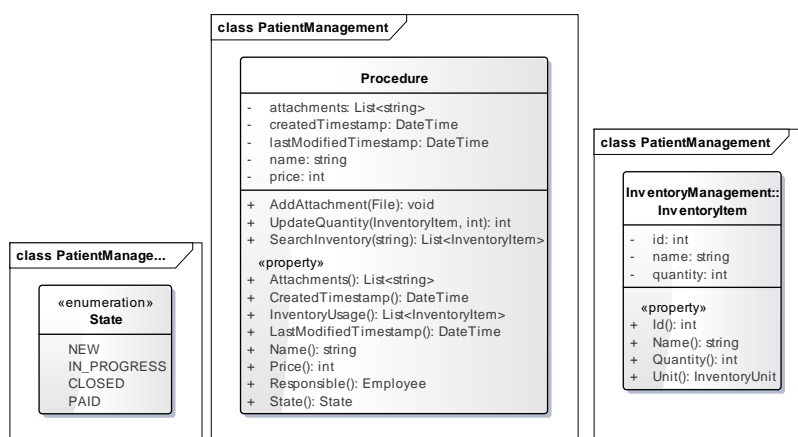 class PatientManage...
«enumeration»
State
NEW
IN_PROGRESS
CLOSED
PAID
class PatientManagement
Procedure
- attachments: List<string>
- createdTimestamp: DateTime
- lastModifiedTimestamp: DateTime
- name: string
- price: int
+ AddAttachment(File): void
+ UpdateQuantity(InventoryItem, int): int
+ SearchInventory(string): List<InventoryItem>
«property»
+ Attachments(): List<string>
+ CreatedTimestamp(): DateTime
+ InventoryUsage(): List<InventoryItem>
+ LastModifiedTimestamp(): DateTime
+ Name(): string
+ Price(): int
+ Responsible(): Employee
+ State(): State
class PatientManagement
InventoryManagement::
InventoryItem
- id: int
- name: string
- quantity: int
«property»
+ Id(): int
+ Name(): string
+ Quantity(): int
+ Unit(): InventoryUnit